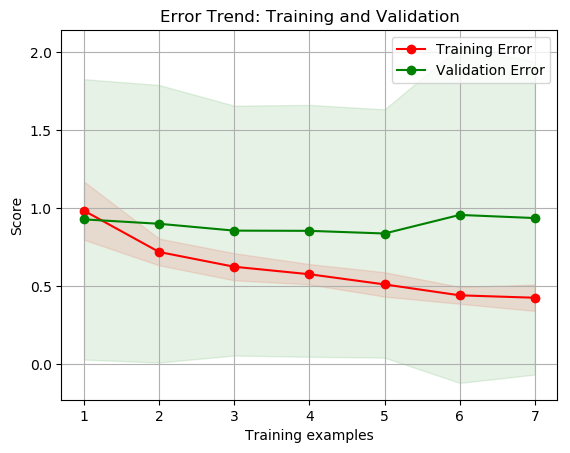 Error Trend: Training and Validation
Training Error
Validation Error
2.0
1.5
1.0
0.5
0.0
Score
1 2 3 4 5 6 7
Training examples